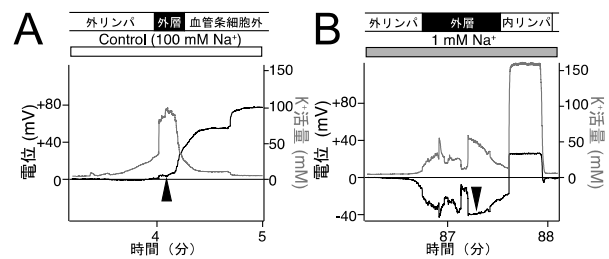 A
外リンパ 外層 血管条細胞外
Control (100 mM Na⁺)
+80
+40
0
電位 (mV)
150
100
50
0
K⁺活量 (mM)
4 5
時間（分）
B
外リンパ 外層 内リンパ
1 mM Na⁺
+80
+40
0
-40
電位 (mV)
150
100
50
0
K⁺活量 (mM)
87 88
時間（分）